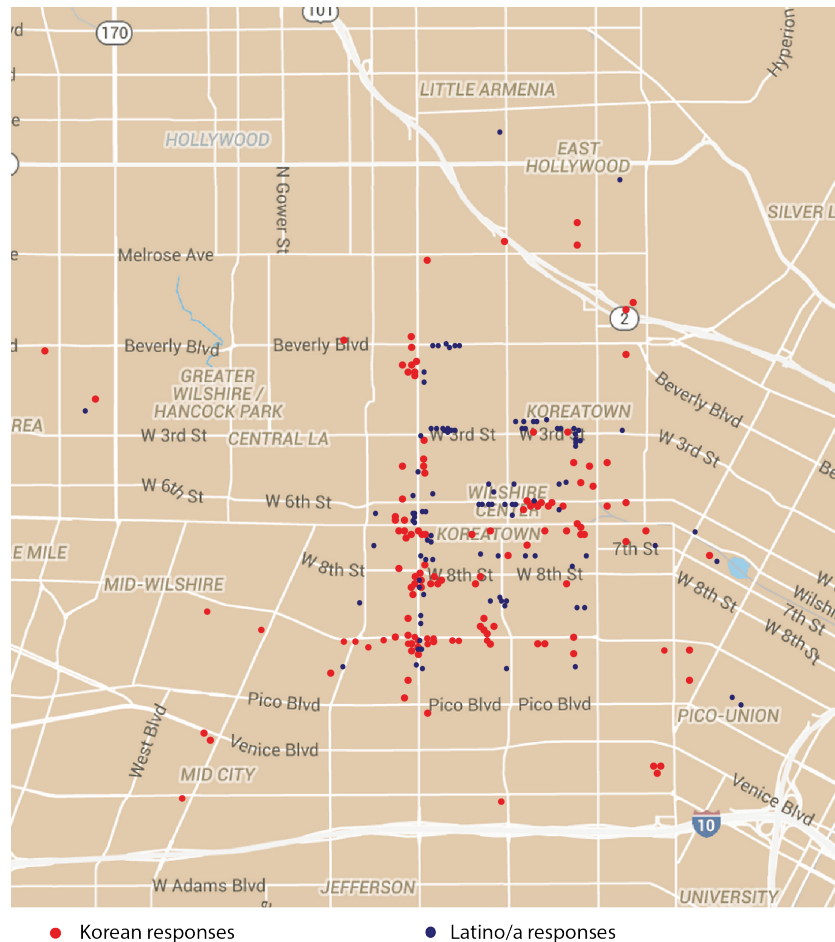 101
170
Hyperion
LITTLE ARMENIA
HOLLYWOOD
EAST
HOLLYWOOD
N Gower St
SILVER L
Melrose Ave
2
Beverly Blvd
Beverly Blvd
GREATER
WILSHIRE /
HANCOCK PARK
Beverly Blvd
KOREATOWN
REA
W 3rd St
CENTRAL LA
W 3rd St
W 3rd St
W 3rd St
Be
W 6th St
W 6th St
WILSHIRE
CENTER
KOREATOWN
E MILE
7th St
W 8th St
W 8th St
W 8th St
MID-WILSHIRE
W 8th St
Wilshi
7th St
W 8th St
Pico Blvd
Pico Blvd
Pico Blvd
PICO-UNION
West Blvd
Venice Blvd
MID CITY
Venice Blvd
10
W Adams Blvd
JEFFERSON
UNIVERSITY
Korean responses
Latino/a responses